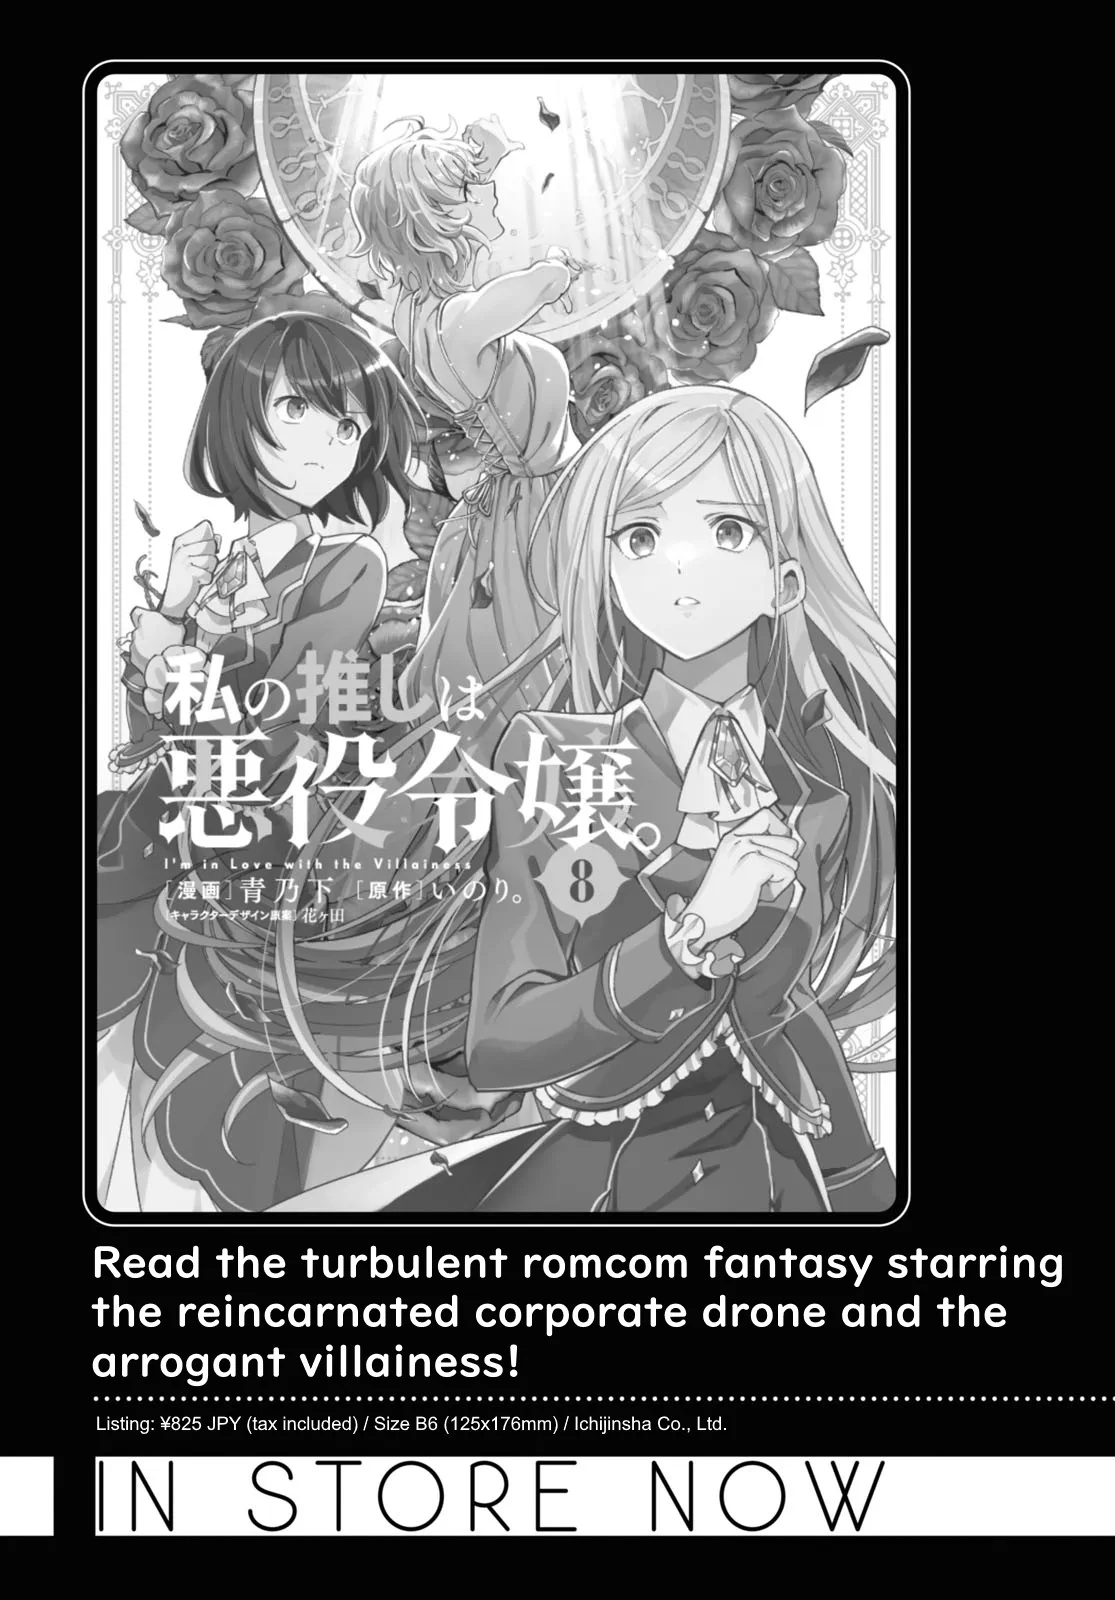 私の推しは
悪役令嬢。
I'm in Love with the Villainess
8
[漫画]青乃下 [原作]いのり。
[キャラクターデザイン原案]花ヶ田
Read the turbulent romcom fantasy starring
the reincarnated corporate drone and the
arrogant villainess!
Listing: ¥825 JPY (tax included) / Size B6 (125x176mm) / Ichijinsha Co., Ltd.
IN STORE NOW